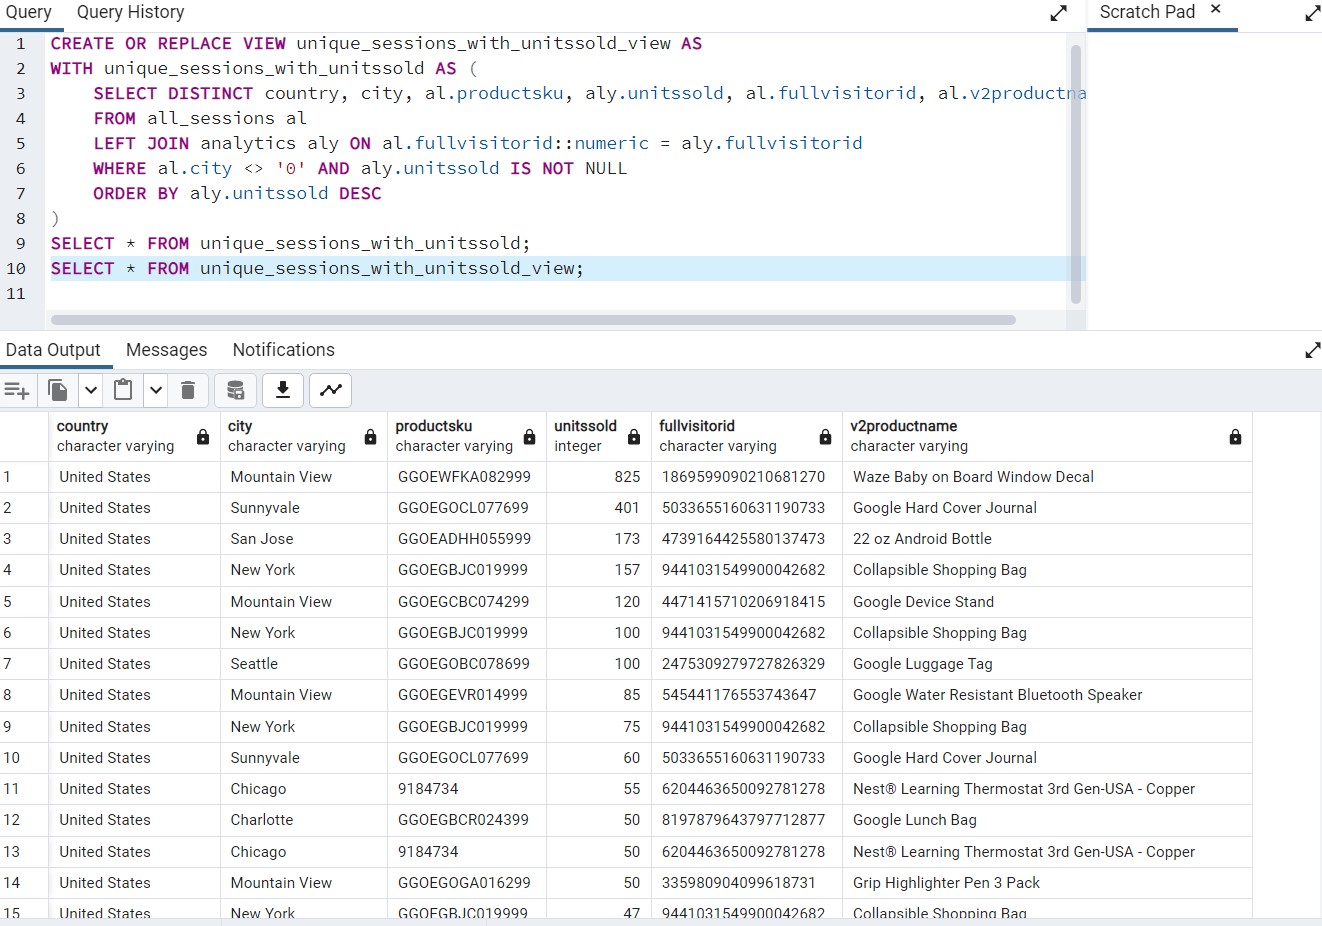 Query Query History Scratch Pad ×
1 CREATE OR REPLACE VIEW unique_sessions_with_unitssold_view AS
2 WITH unique_sessions_with_unitssold AS (
3 SELECT DISTINCT country, city, al.productsku, aly.unitssold, al.fullvisitorid, al.v2productna
4 FROM all_sessions al
5 LEFT JOIN analytics aly ON al.fullvisitorid::numeric = aly.fullvisitorid
6 WHERE al.city <> '0' AND aly.unitssold IS NOT NULL
7 ORDER BY aly.unitssold DESC
8 )
9 SELECT * FROM unique_sessions_with_unitssold;
10 SELECT * FROM unique_sessions_with_unitssold_view;
11
Data Output Messages Notifications
country city productsku unitssold fullvisitorid v2productname
character varying character varying character varying integer character varying character varying
1 United States Mountain View GGOEWFKA082999 825 1869599090210681270 Waze Baby on Board Window Decal
2 United States Sunnyvale GGOEGOCL077699 401 5033655160631190733 Google Hard Cover Journal
3 United States San Jose GGOEADHH055999 173 4739164425580137473 22 oz Android Bottle
4 United States New York GGOEGBJC019999 157 9441031549900042682 Collapsible Shopping Bag
5 United States Mountain View GGOEGCBC074299 120 4471415710206918415 Google Device Stand
6 United States New York GGOEGBJC019999 100 9441031549900042682 Collapsible Shopping Bag
7 United States Seattle GGOEGOBC078699 100 2475309279727826329 Google Luggage Tag
8 United States Mountain View GGOEGEVR014999 85 545441176553743647 Google Water Resistant Bluetooth Speaker
9 United States New York GGOEGBJC019999 75 9441031549900042682 Collapsible Shopping Bag
10 United States Sunnyvale GGOEGOCL077699 60 5033655160631190733 Google Hard Cover Journal
11 United States Chicago 9184734 55 6204463650092781278 Nest® Learning Thermostat 3rd Gen-USA - Copper
12 United States Charlotte GGOEGBCR024399 50 8197879643797712877 Google Lunch Bag
13 United States Chicago 9184734 50 6204463650092781278 Nest® Learning Thermostat 3rd Gen-USA - Copper
14 United States Mountain View GGOEGOGA016299 50 335980904099618731 Grip Highlighter Pen 3 Pack
15 United States New York GGOEGBJC019999 47 9441031549900042682 Collapsible Shopping Bag